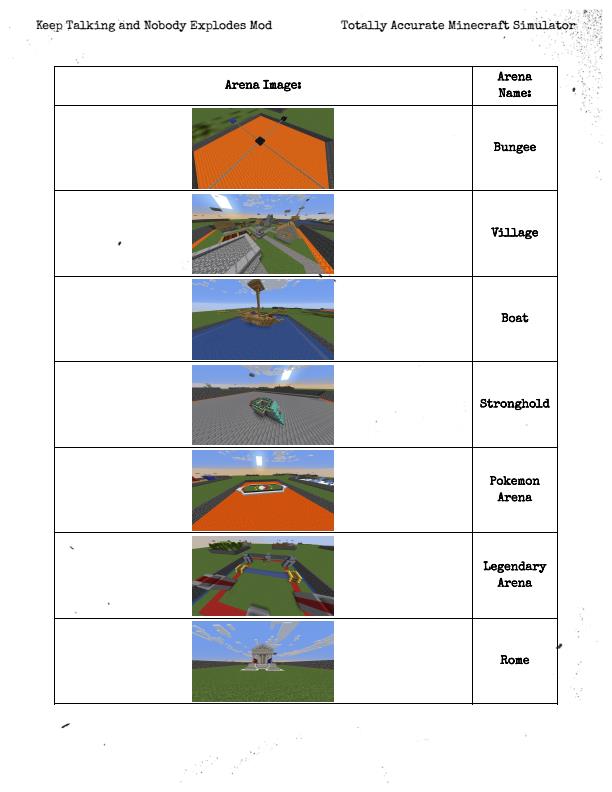 Keep Talking and Nobody Explodes Mod
Totally Accurate Minecraft Simulator
Arena Image:
Arena
Name:
Bungee
Village
Boat
Stronghold
Pokemon
Arena
Legendary
Arena
Rome